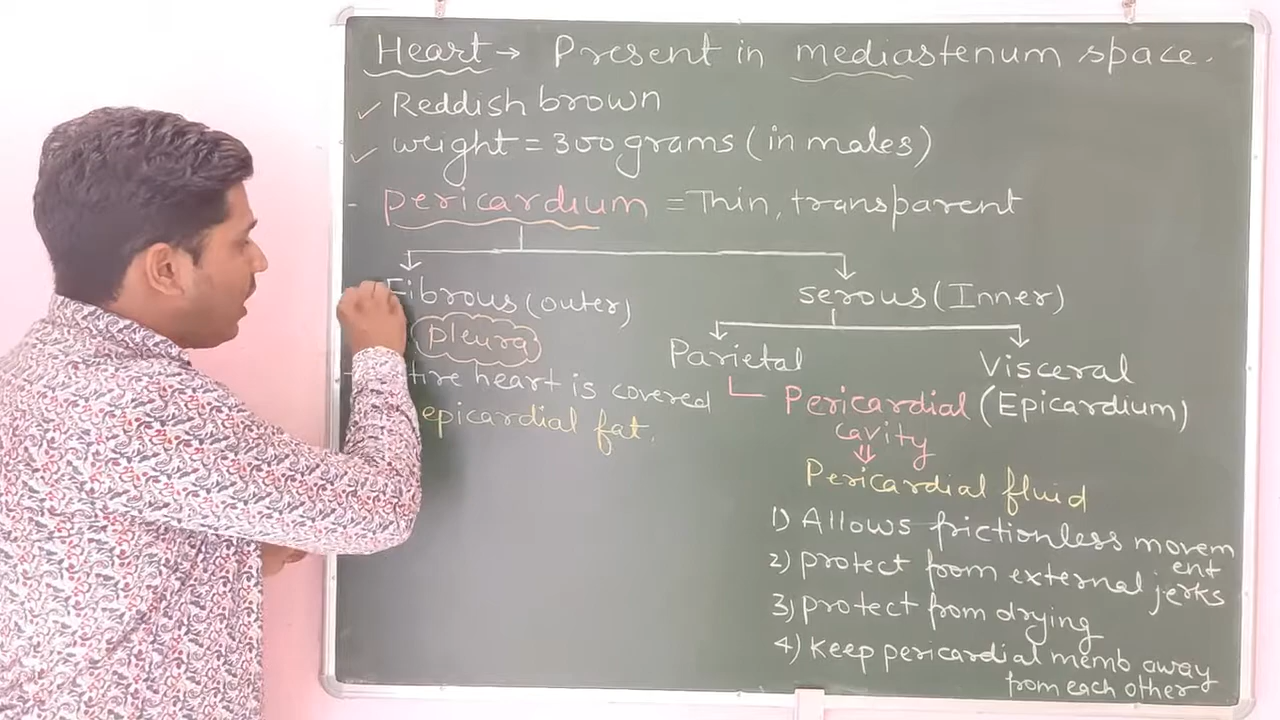 Heart → Present in mediastenum space.
✓ Reddish brown
✓ weight = 300 grams (in males)
- pericardium = Thin, transparent
Fibrous (outer)
pleura
heart is covered
epicardial fat.
serous (Inner)
Parietal
Visceral
(Epicardium)
Pericardial
cavity
⇓
Pericardial fluid
1) Allows frictionless movem
ent
2) protect from external jerks
3) protect from drying
4) Keep pericardial memb away
from each other